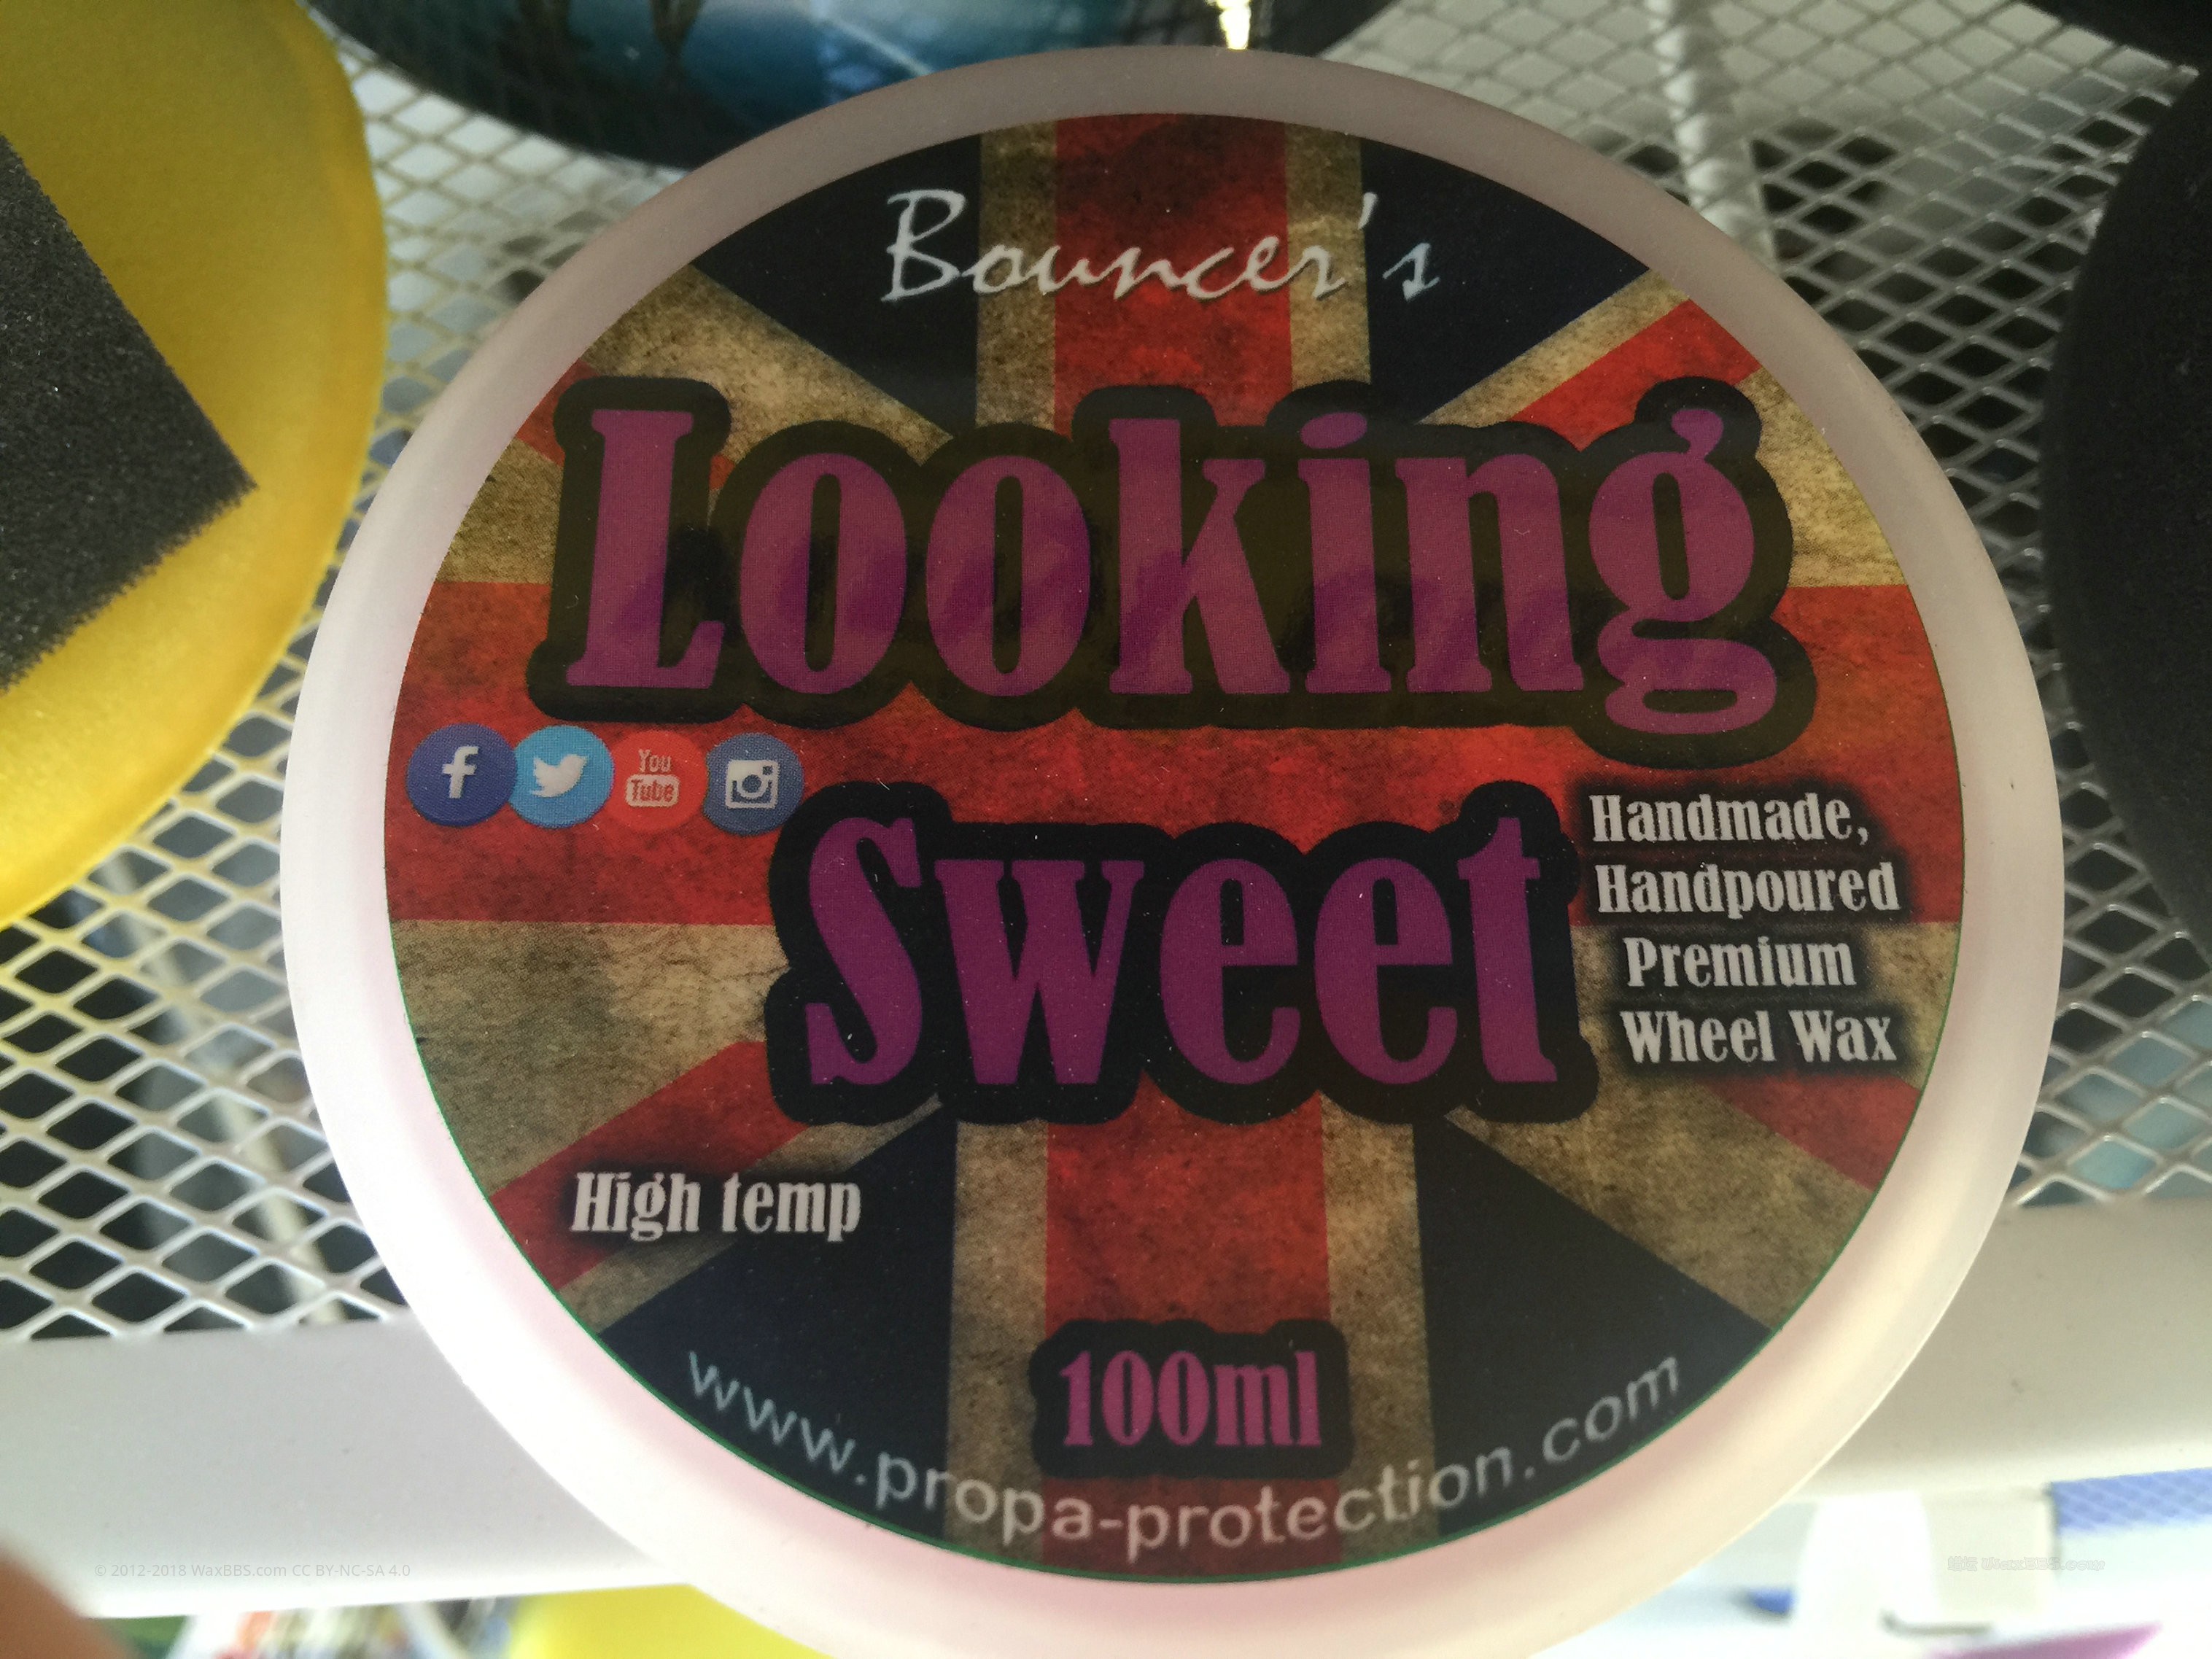 Bouncer's
Looking
Sweet
f
You
Tube
Handmade,
Handpoured
Premium
Wheel Wax
High temp
100ml
www.propa-protection.com
© 2012-2018 WaxBBS.com CC BY-NC-SA 4.0